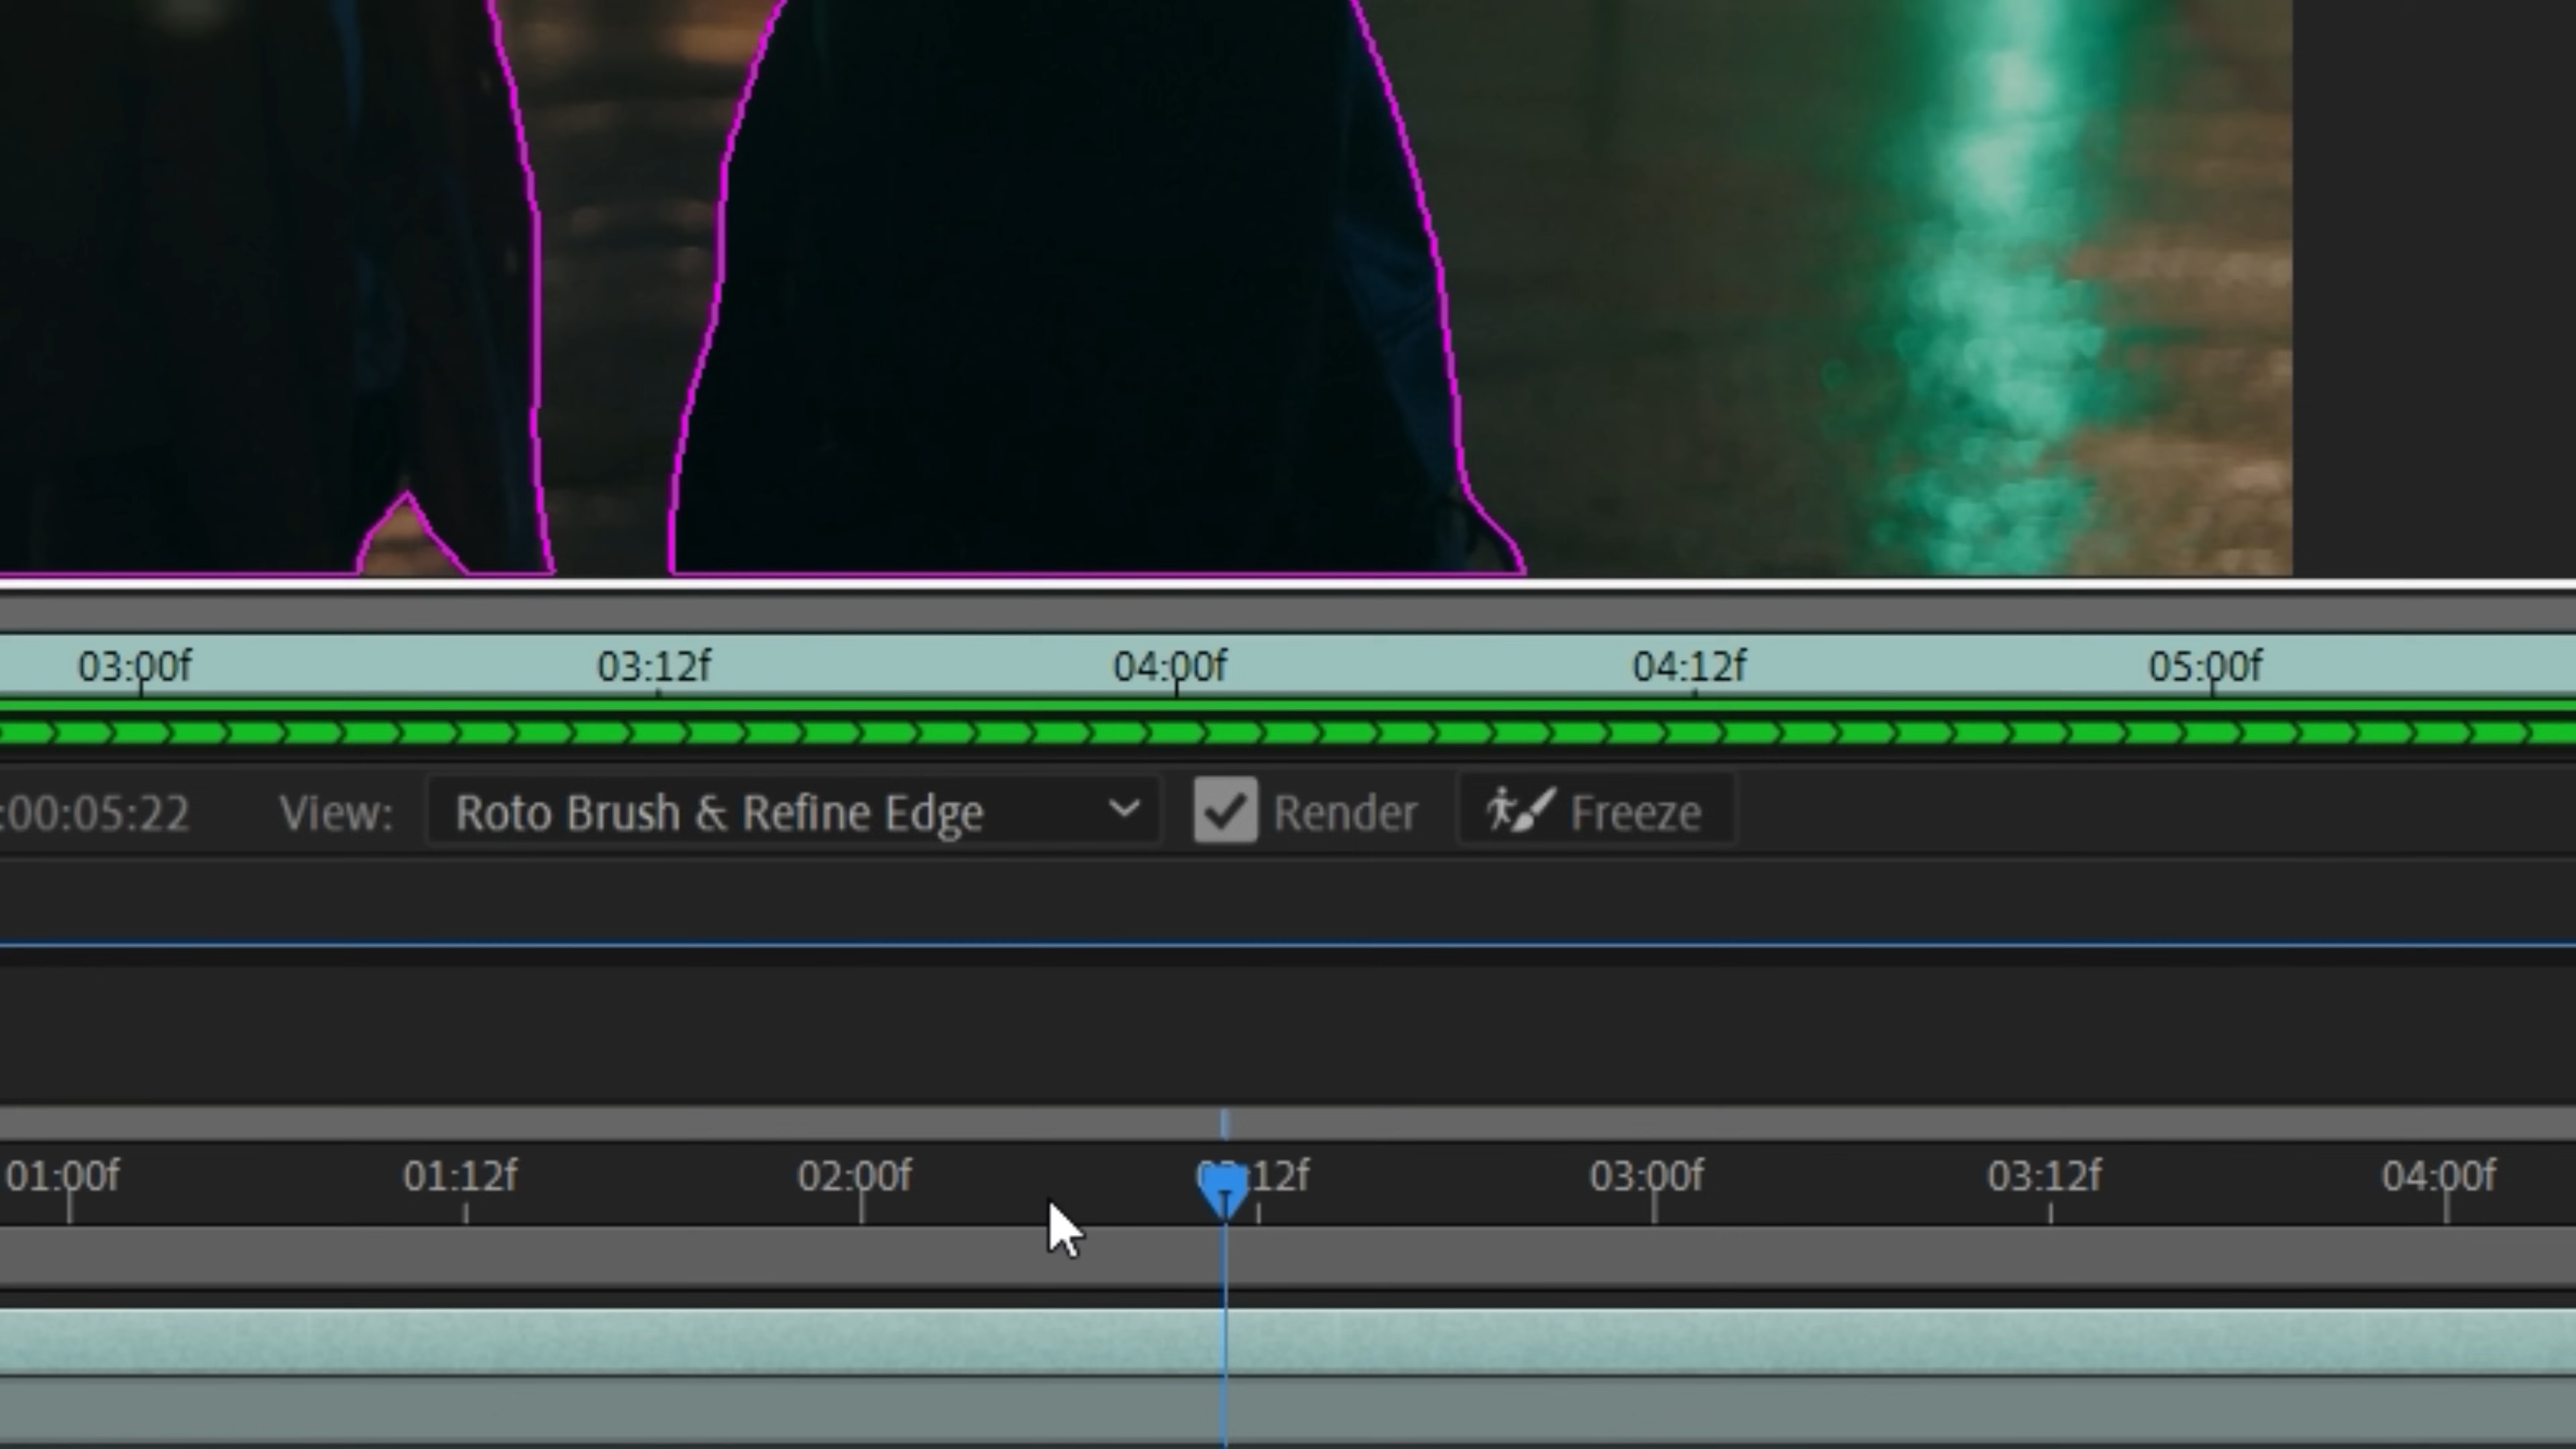 03:00f 03:12f 04:00f 04:12f 05:00f
:00:05:22 View: Roto Brush & Refine Edge Render Freeze
01:00f 01:12f 02:00f :12f 03:00f 03:12f 04:00f